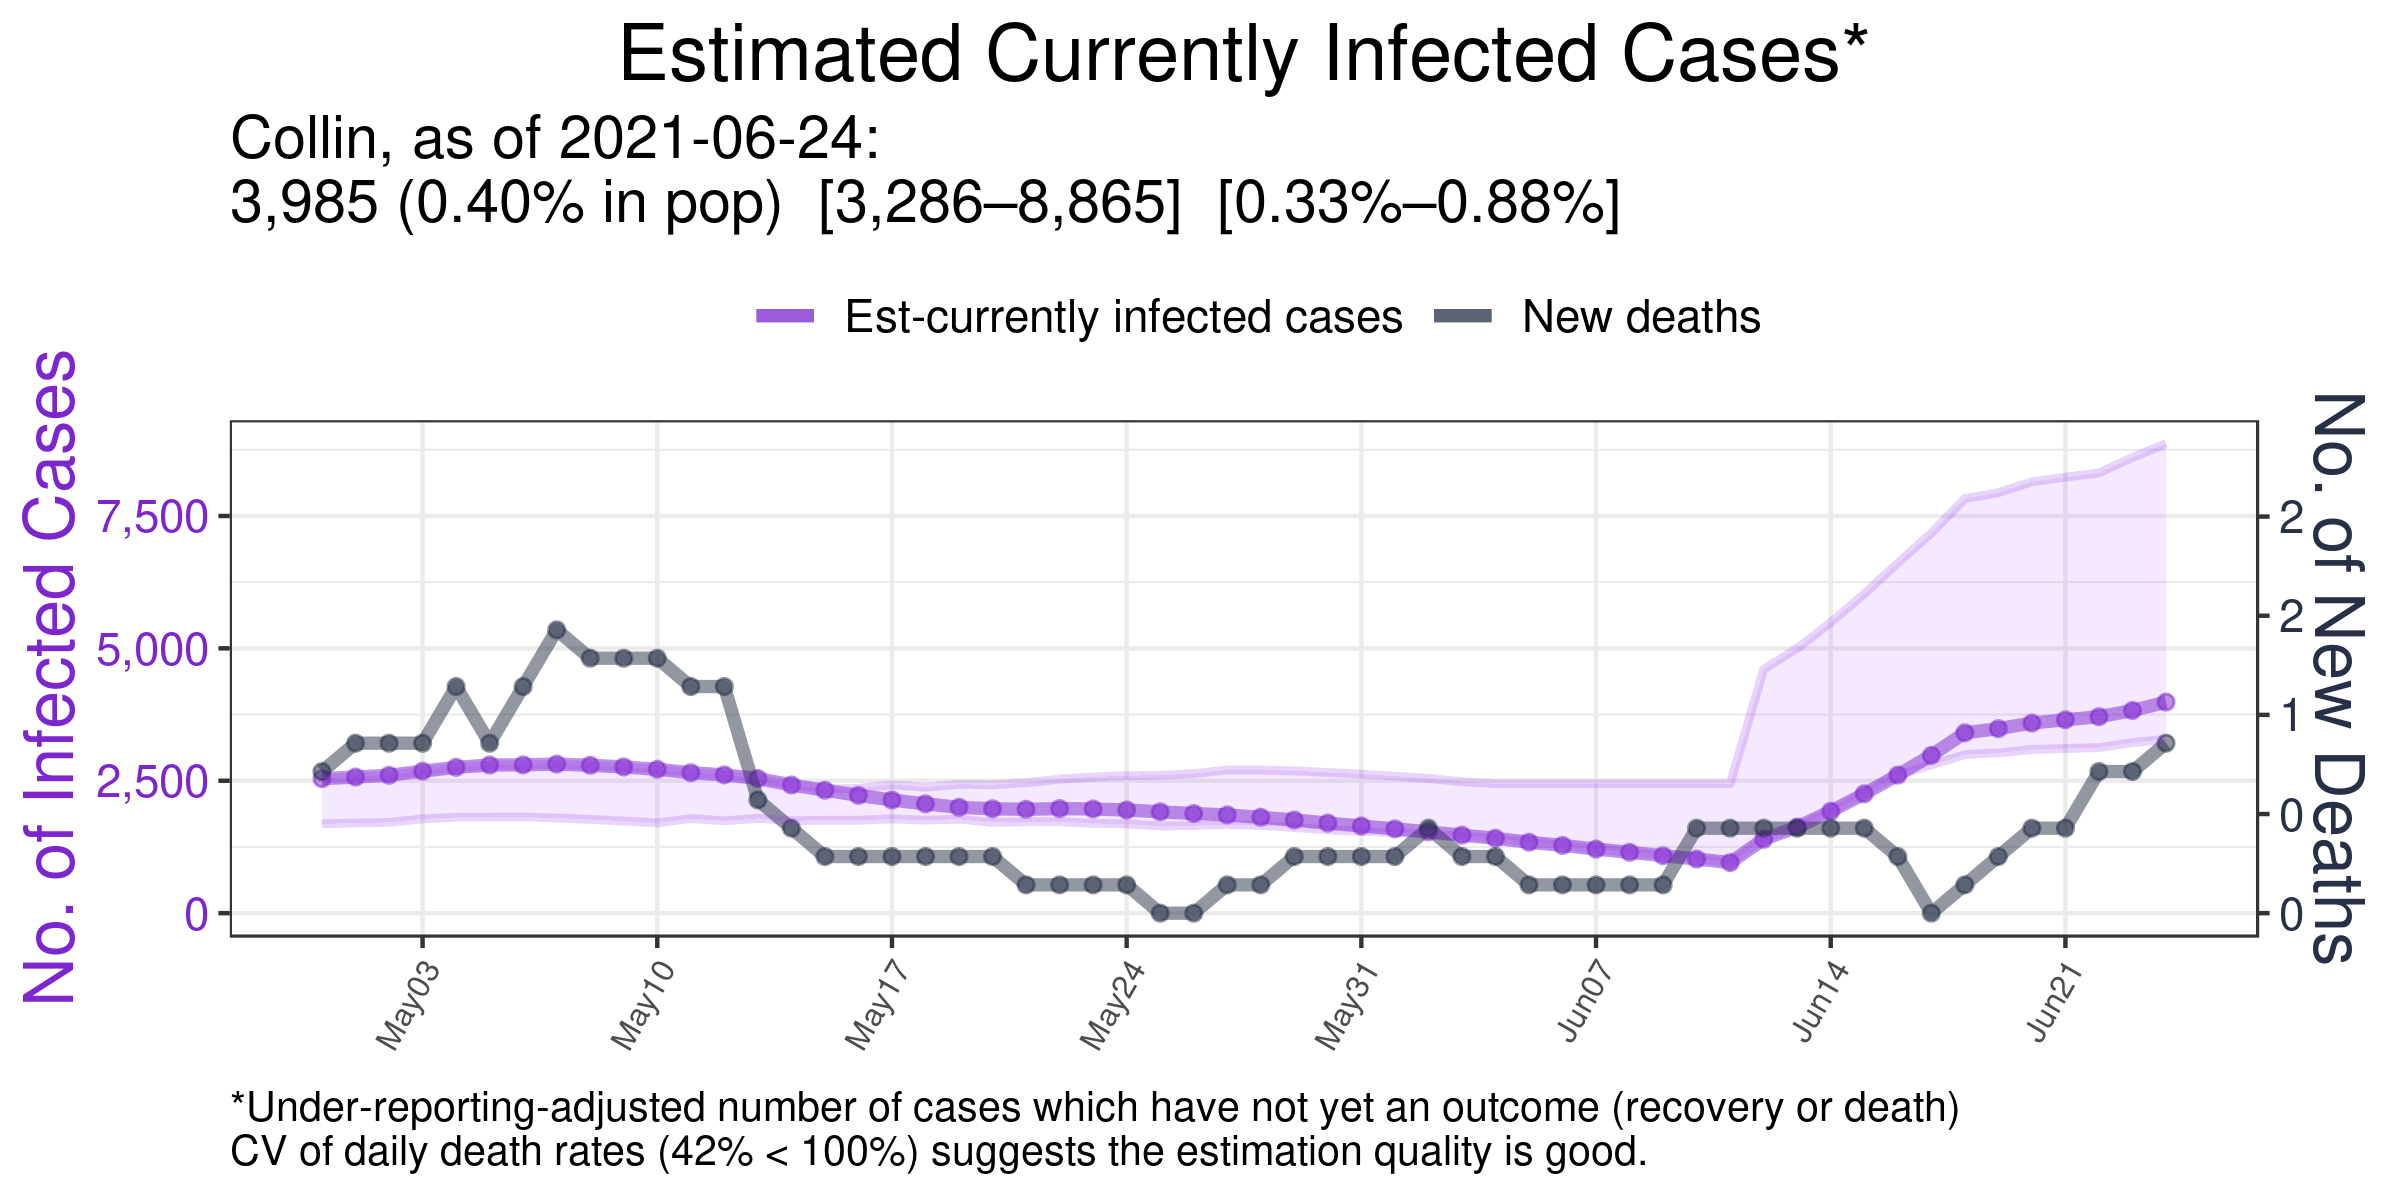 Estimated Currently Infected Cases*
Collin, as of 2021-06-24:
3,985 (0.40% in pop) [3,286–8,865] [0.33%–0.88%]
Est-currently infected cases
New deaths
No. of Infected Cases
7,500
5,000
2,500
0
No. of New Deaths
2
2
1
0
0
May03
May10
May17
May24
May31
Jun07
Jun14
Jun21
*Under-reporting-adjusted number of cases which have not yet an outcome (recovery or death)
CV of daily death rates (42% < 100%) suggests the estimation quality is good.